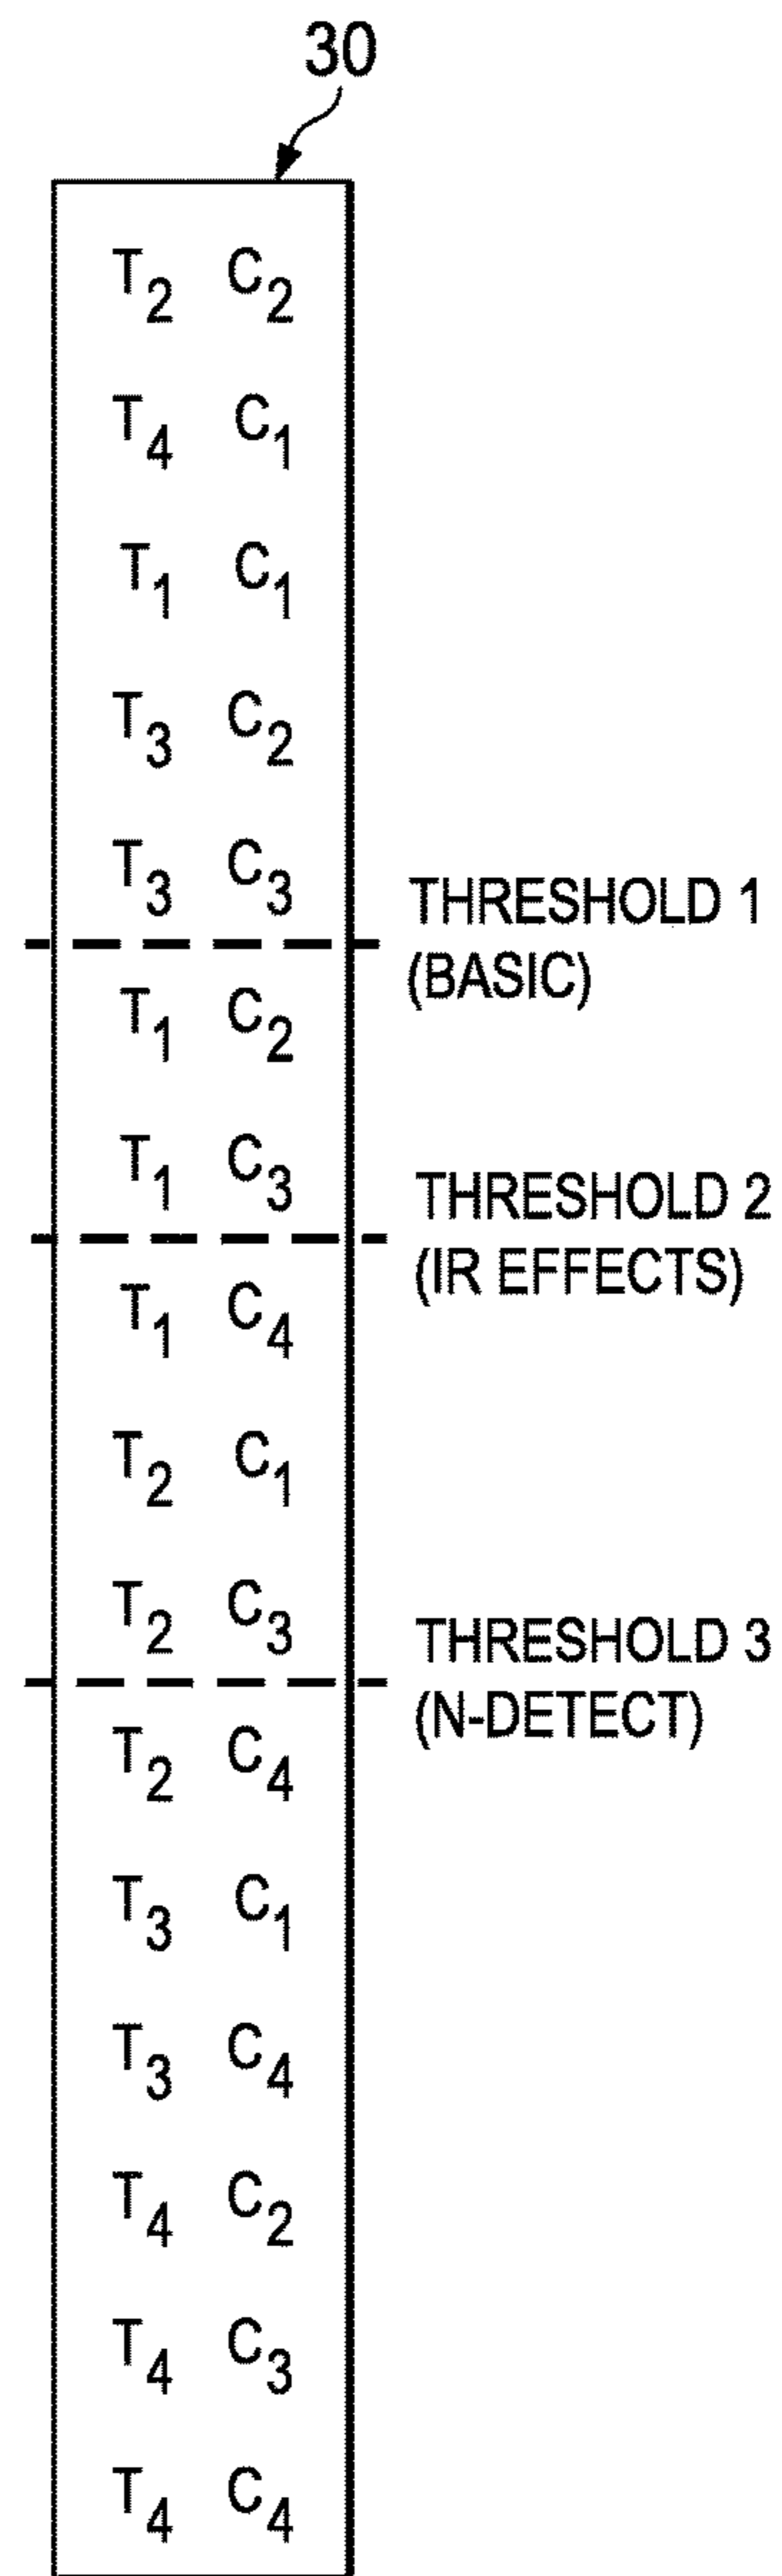 30
T2 C2
T4 C1
T1 C1
T3 C2
T3 C3
THRESHOLD 1
(BASIC)
T1 C2
T1 C3
THRESHOLD 2
(IR EFFECTS)
T1 C4
T2 C1
T2 C3
THRESHOLD 3
(N-DETECT)
T2 C4
T3 C1
T3 C4
T4 C2
T4 C3
T4 C4